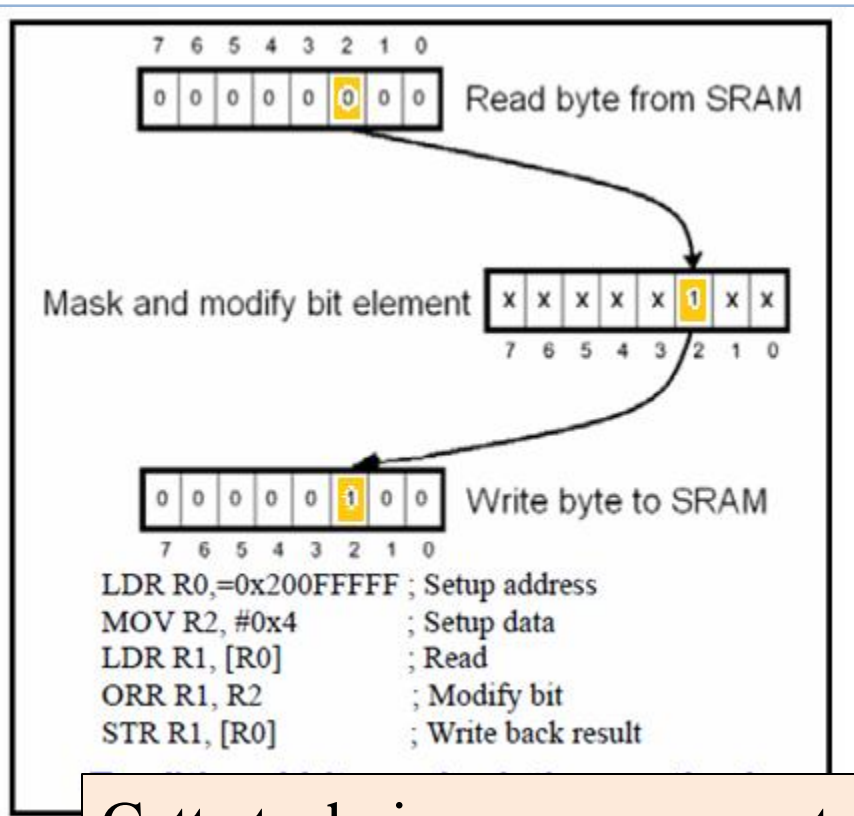 7 6 5 4 3 2 1 0
0 0 0 0 0 0 0 0 Read byte from SRAM
Mask and modify bit element x x x x x 1 x x
7 6 5 4 3 2 1 0
0 0 0 0 0 1 0 0 Write byte to SRAM
7 6 5 4 3 2 1 0
LDR R0,=0x200FFFFF ; Setup address
MOV R2, #0x4 ; Setup data
LDR R1, [R0] ; Read
ORR R1, R2 ; Modify bit
STR R1, [R0] ; Write back result